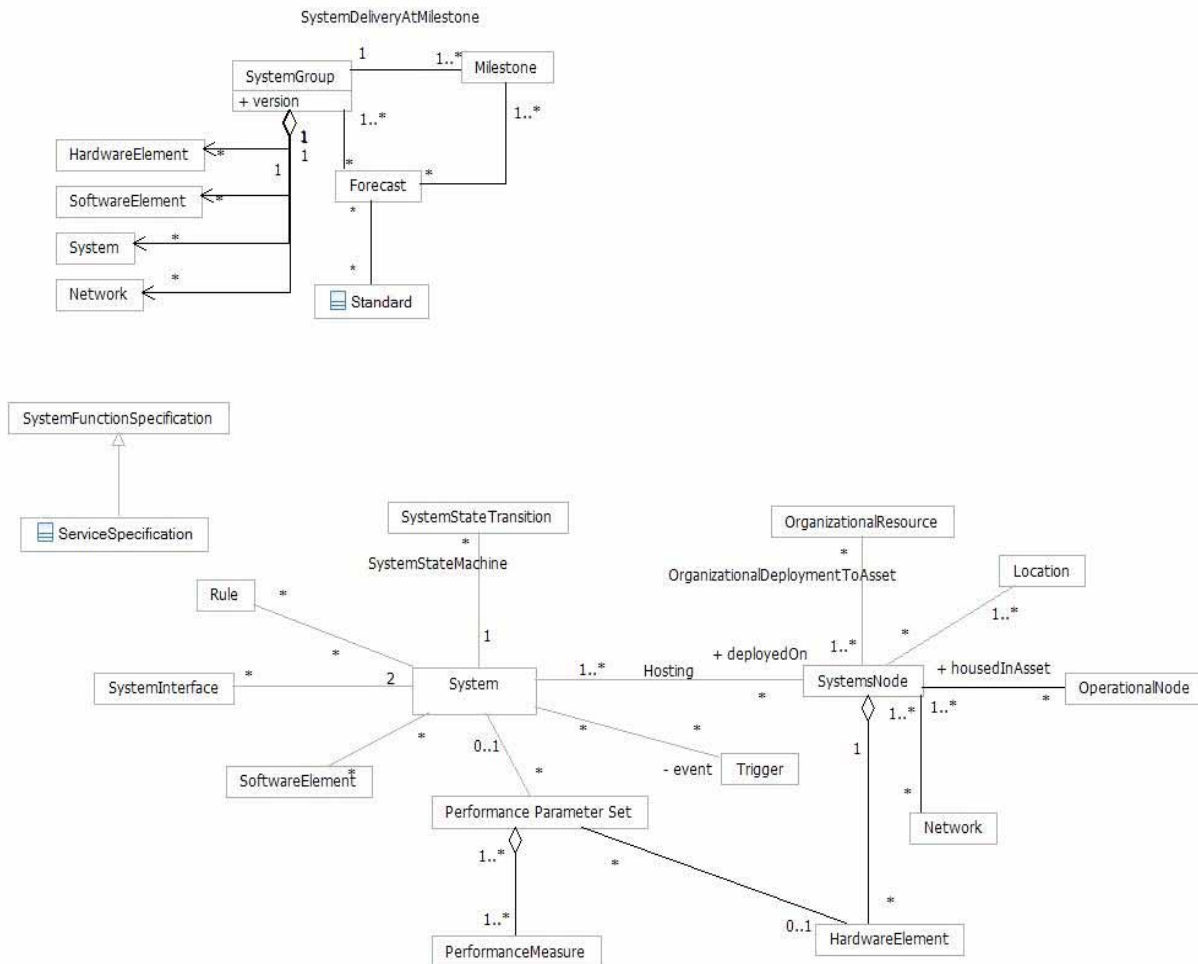 SystemDeliveryAtMilestone
1
1..*
SystemGroup
Milestone
+ version
1..*
1..*
1
1
HardwareElement
*
1
*
*
SoftwareElement
*
Forecast
*
System
*
Network
*
*
Standard
SystemFunctionSpecification
ServiceSpecification
SystemStateTransition
OrganizationalResource
*
*
SystemStateMachine
OrganizationalDeploymentToAsset
Location
Rule
*
1..*
1
*
1..*
*
+ deployedOn
+ housedInAsset
SystemInterface
*
2
System
1..*
Hosting
*
SystemsNode
1..*
1..*
*
OperationalNode
*
0..1
*
*
1
SoftwareElement
*
*
- event
Trigger
Performance Parameter Set
*
Network
1..*
*
1..*
*
0..1
PerformanceMeasure
HardwareElement